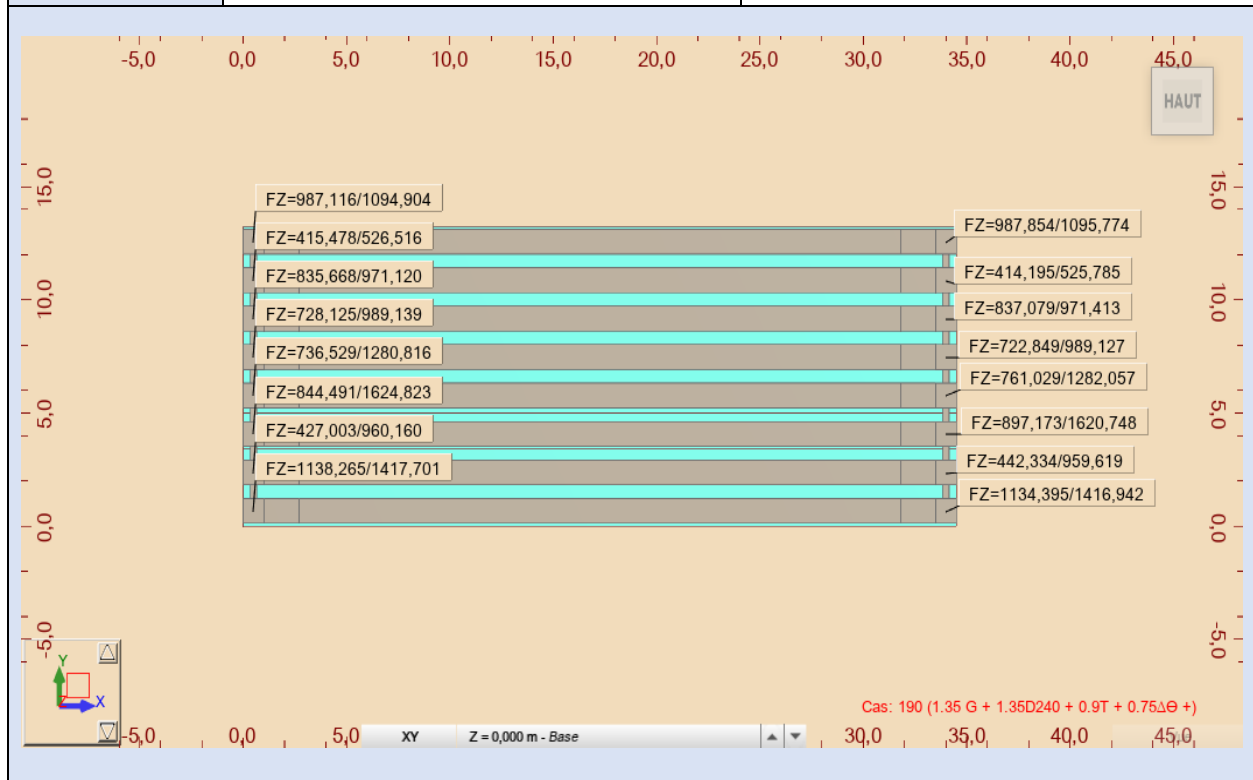 -5,0 0,0 5,0 10,0 15,0 20,0 25,0 30,0 35,0 40,0 45,0
HAUT
15,0 15,0
FZ=987,116/1094,904
FZ=987,854/1095,774
FZ=415,478/526,516
FZ=414,195/525,785
FZ=835,668/971,120
10,0 10,0
FZ=837,079/971,413
FZ=728,125/989,139
FZ=722,849/989,127
FZ=736,529/1280,816
FZ=761,029/1282,057
FZ=844,491/1624,823
5,0 5,0
FZ=897,173/1620,748
FZ=427,003/960,160
FZ=442,334/959,619
FZ=1138,265/1417,701
FZ=1134,395/1416,942
0,0 0,0
-5,0 -5,0
Y
Z X
Cas: 190 (1.35 G + 1.35D240 + 0.9T + 0.75ΔΘ +)
-5,0 0,0 5,0 XY Z = 0,000 m - Base 30,0 35,0 40,0 45,0